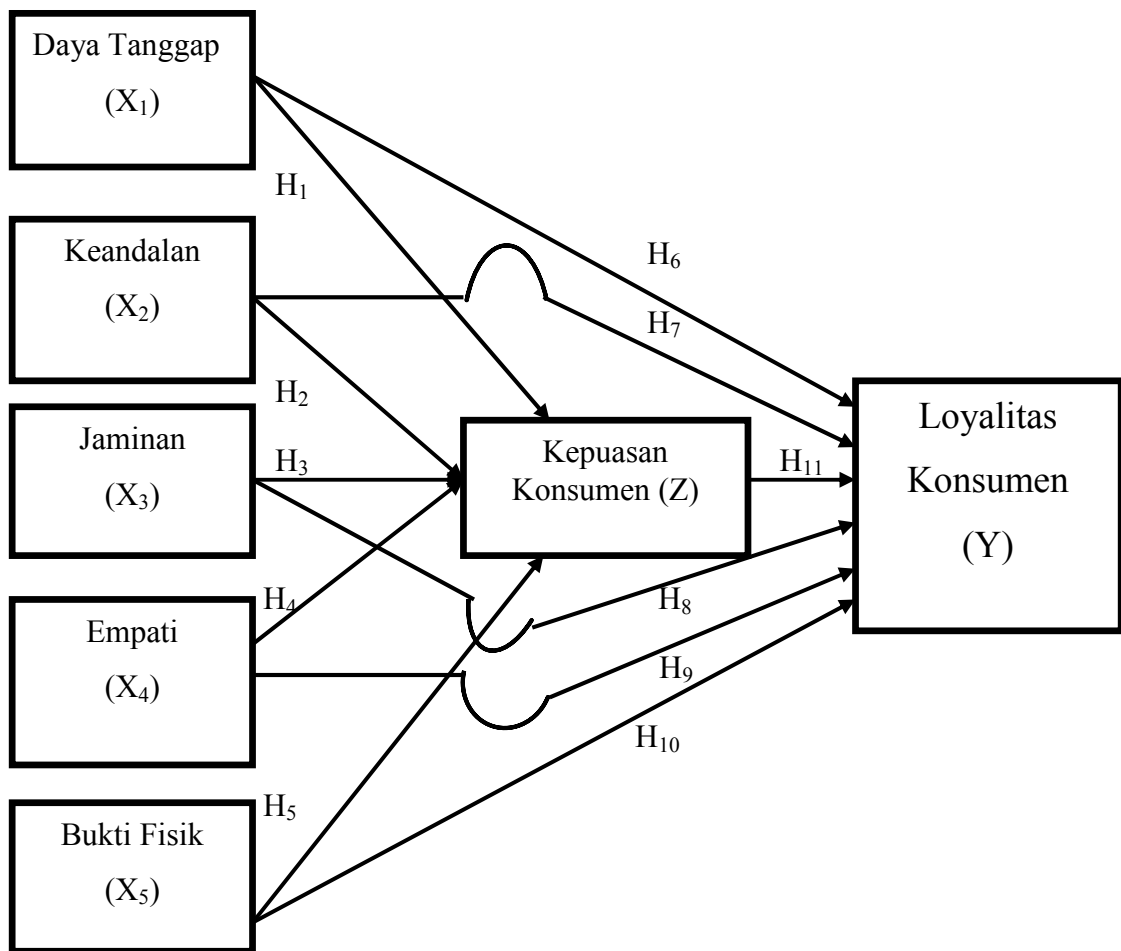 Daya Tanggap
(X₁)
H₁
Keandalan
(X₂)
H₆
H₇
H₂
Jaminan
(X₃)
H₃
Kepuasan
Konsumen (Z)
H₁₁
Loyalitas
Konsumen
(Y)
H₄
H₈
Empati
(X₄)
H₉
H₁₀
H₅
Bukti Fisik
(X₅)